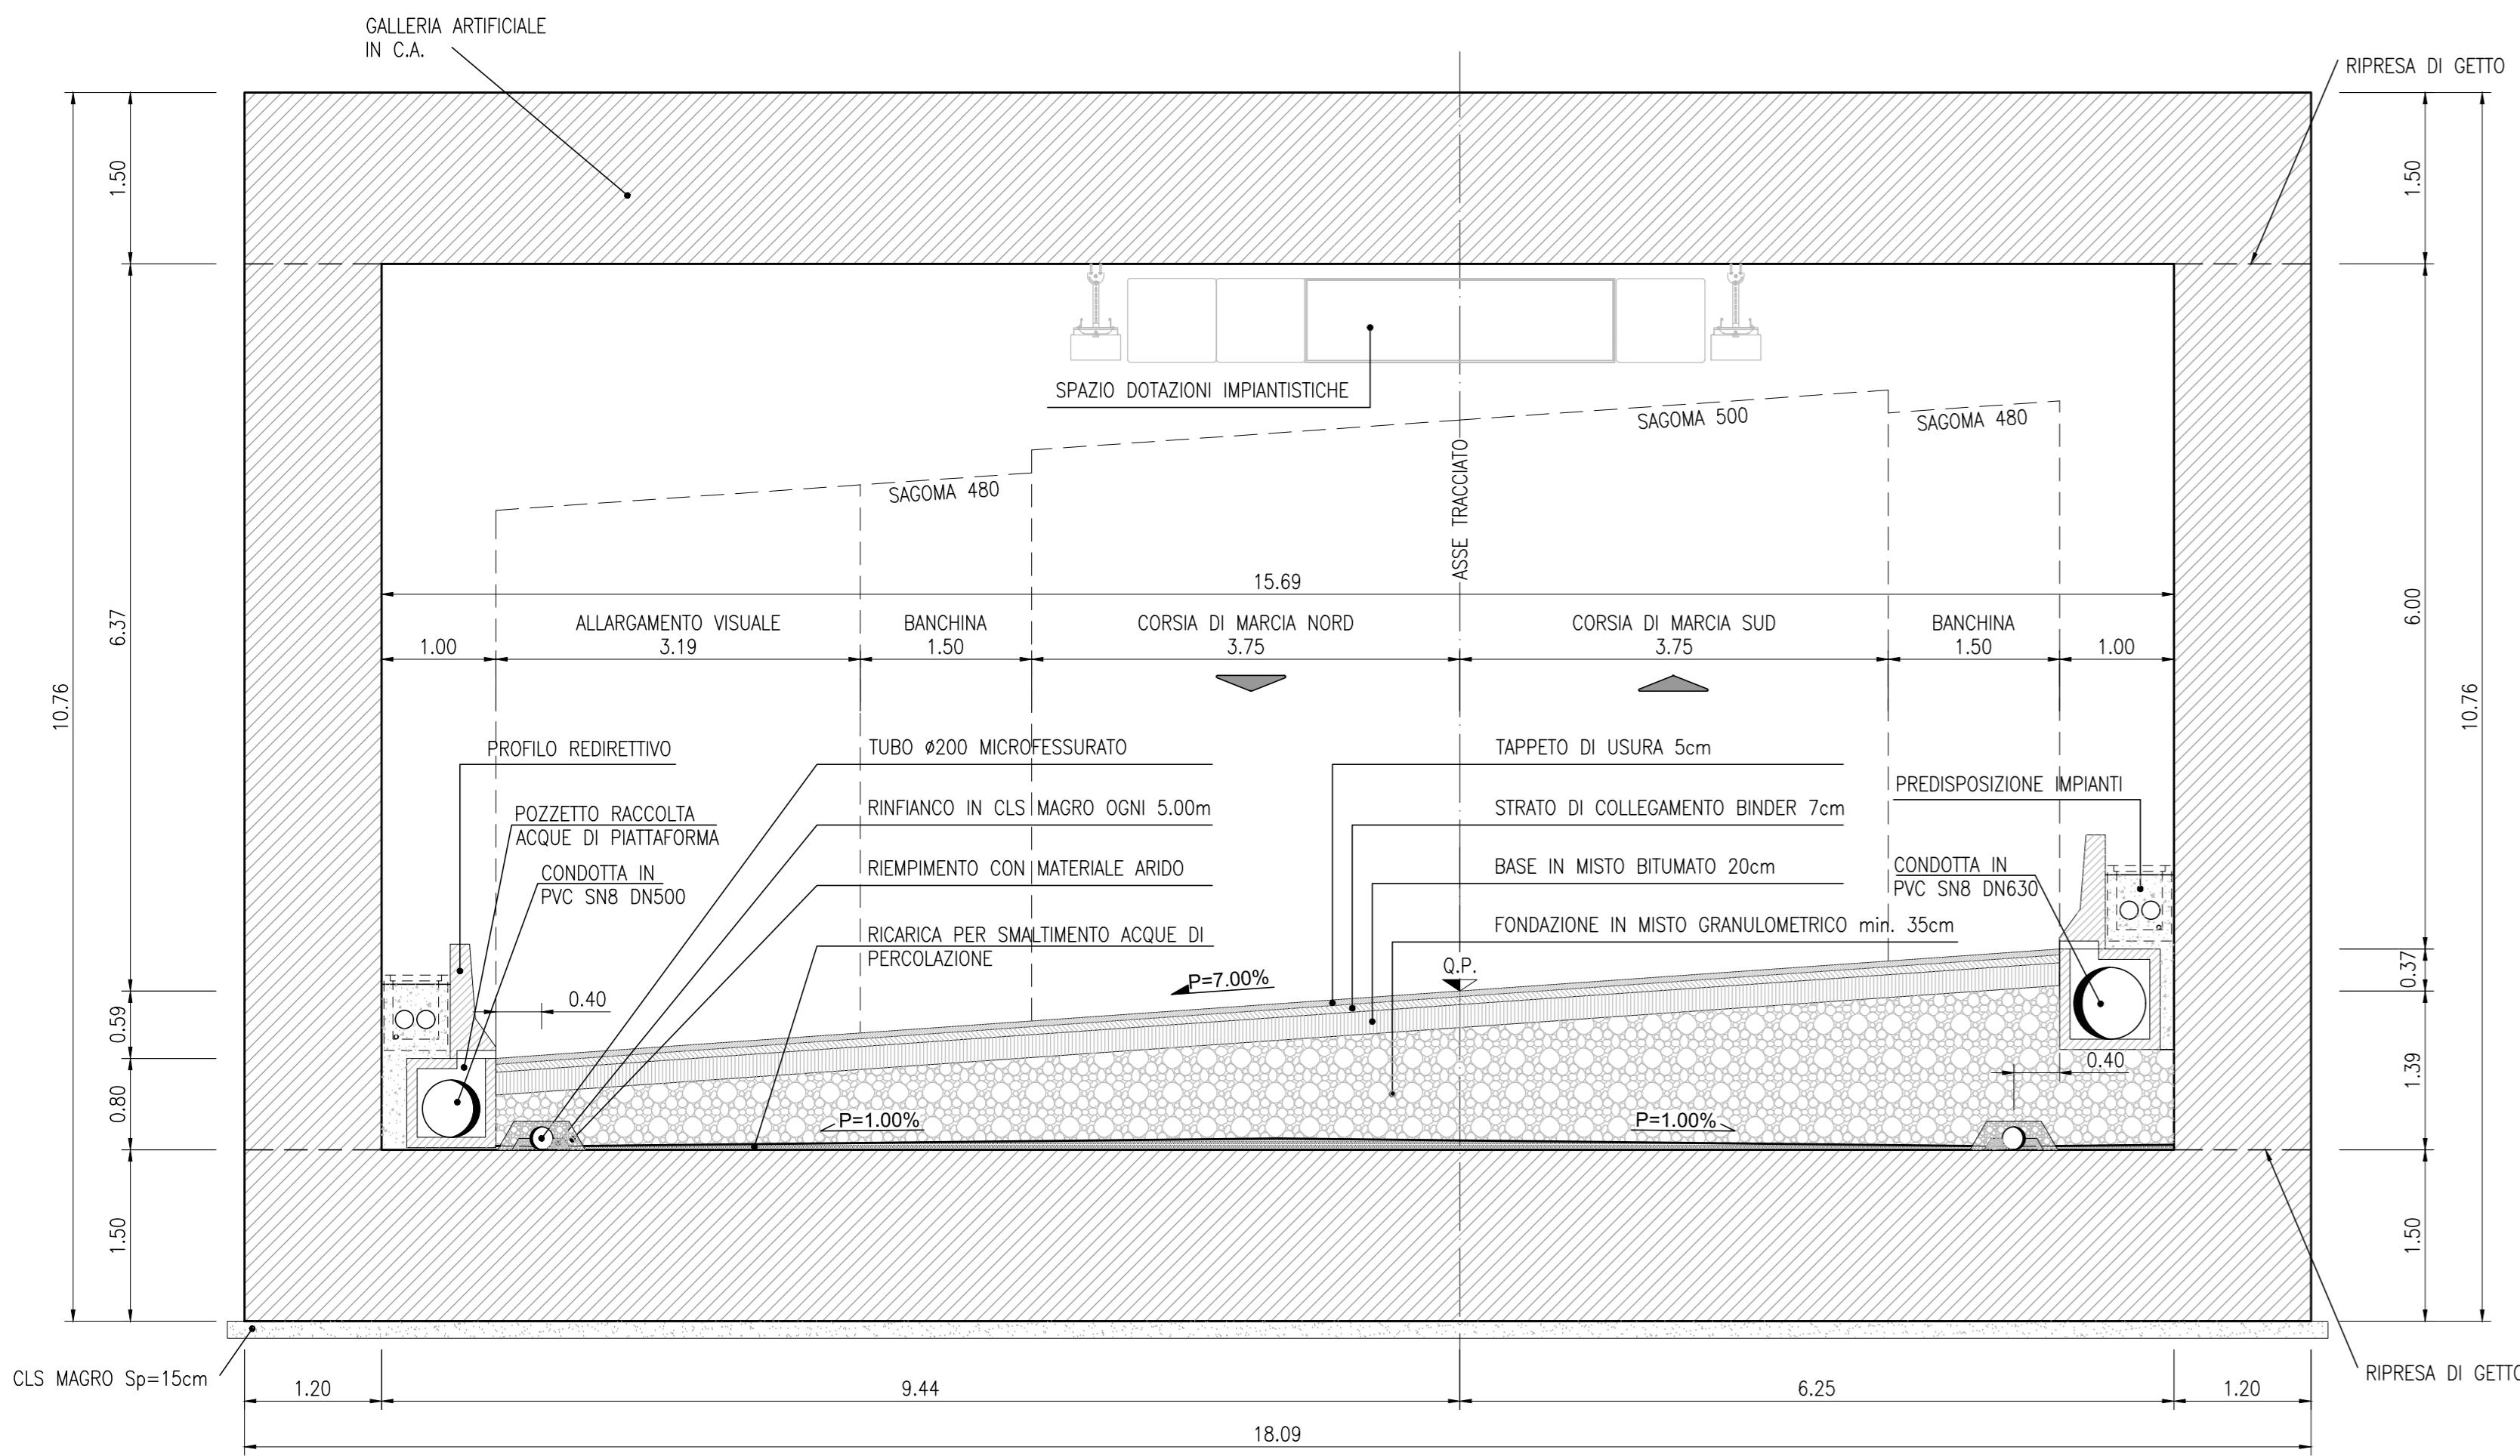 GALLERIA ARTIFICIALE
IN C.A.
RIPRESA DI GETTO
1.50
1.50
SPAZIO DOTAZIONI IMPIANTISTICHE
SAGOMA 500
SAGOMA 480
SAGOMA 480
ASSE TRACCIATO
15.69
6.37
6.00
10.76
10.76
ALLARGAMENTO VISUALE
BANCHINA
CORSIA DI MARCIA NORD
CORSIA DI MARCIA SUD
BANCHINA
1.00
3.19
1.50
3.75
3.75
1.50
1.00
PROFILO REDIRETTIVO
TUBO ø200 MICROFESSURATO
TAPPETO DI USURA 5cm
PREDISPOSIZIONE IMPIANTI
POZZETTO RACCOLTA
ACQUE DI PIATTAFORMA
RINFIANCO IN CLS MAGRO OGNI 5.00m
STRATO DI COLLEGAMENTO BINDER 7cm
CONDOTTA IN
PVC SN8 DN500
RIEMPIMENTO CON MATERIALE ARIDO
BASE IN MISTO BITUMATO 20cm
CONDOTTA IN
PVC SN8 DN630
RICARICA PER SMALTIMENTO ACQUE DI
PERCOLAZIONE
FONDAZIONE IN MISTO GRANULOMETRICO min. 35cm
Q.P.
P=7.00%
0.40
0.59
0.37
0.80
1.39
0.40
P=1.00%
P=1.00%
1.50
1.50
CLS MAGRO Sp=15cm
RIPRESA DI GETTO
1.20
9.44
6.25
1.20
18.09